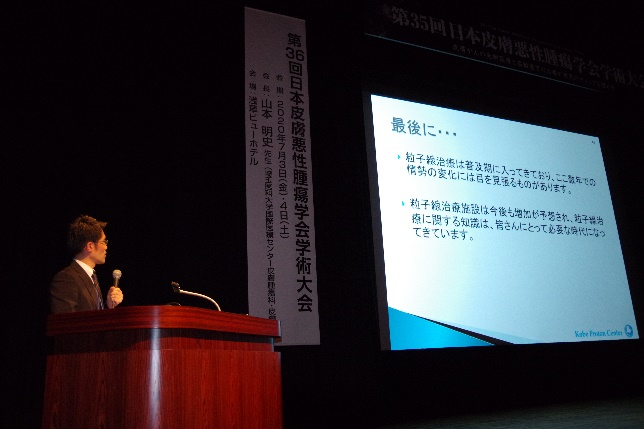 第35回日本皮膚悪性腫瘍学会学術大
第36回日本皮膚悪性腫瘍学会学術大会
会期:2020年7月3日(金)・4日(土)
会長:山本 明史
会場:浅草ビューホテル
最後に・・・
粒子線治療は普及期に入ってきており、ここ数年での
情勢の変化には目を見張るものがあります。
粒子線治療施設は今後も増加が予想され、粒子線治
療に関する知識は、皆さんにとって必要な時代になっ
てきています。
Kobe Proton Center